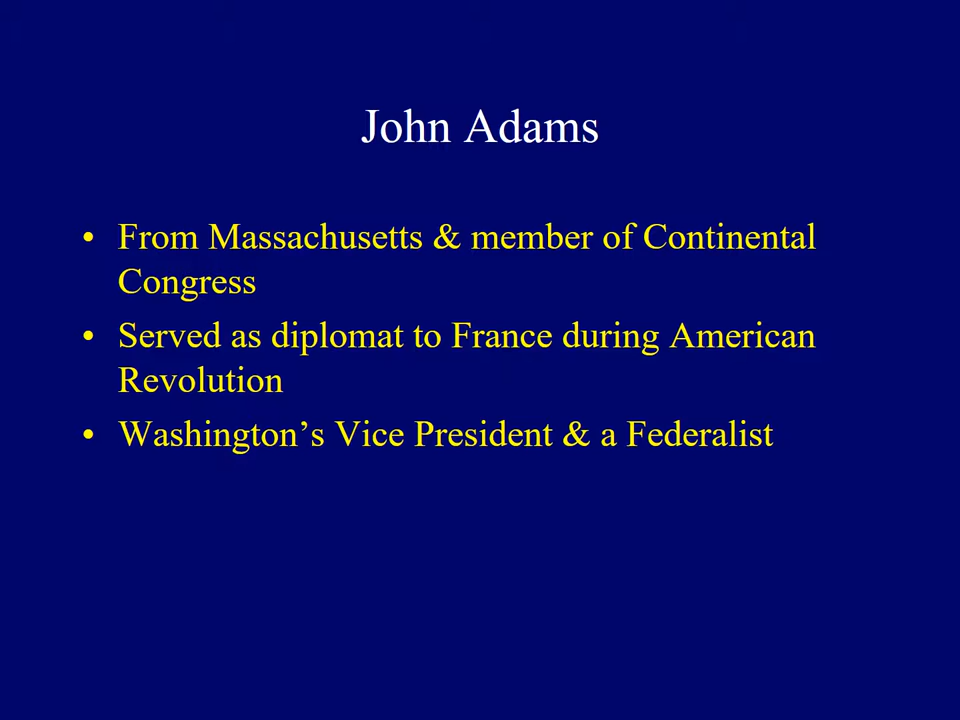 John Adams
• From Massachusetts & member of Continental
Congress
• Served as diplomat to France during American
Revolution
• Washington’s Vice President & a Federalist